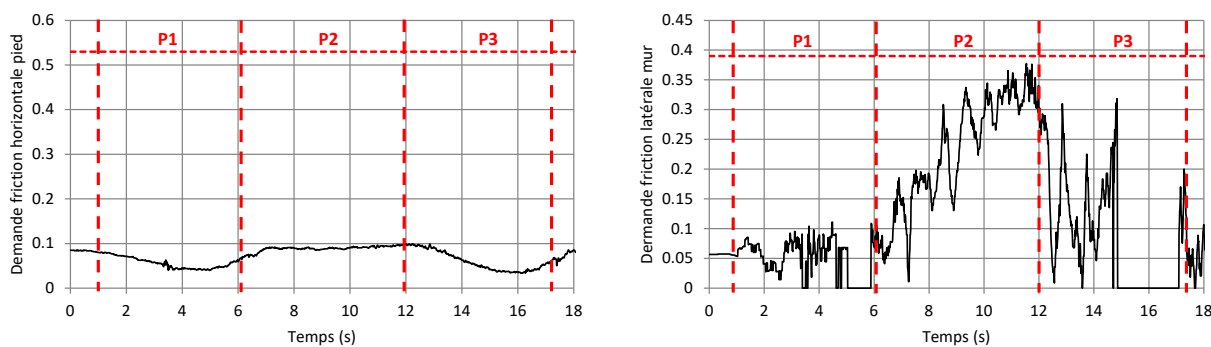 Demande friction horizontale pied
0.6
0.5
0.4
0.3
0.2
0.1
0
P1 P2 P3
0 2 4 6 8 10 12 14 16 18
Temps (s)
Dermande friction latérale mur
0.45
0.4
0.35
0.3
0.25
0.2
0.15
0.1
0.05
0
P1 P2 P3
0 2 4 6 8 10 12 14 16 18
Temps (s)